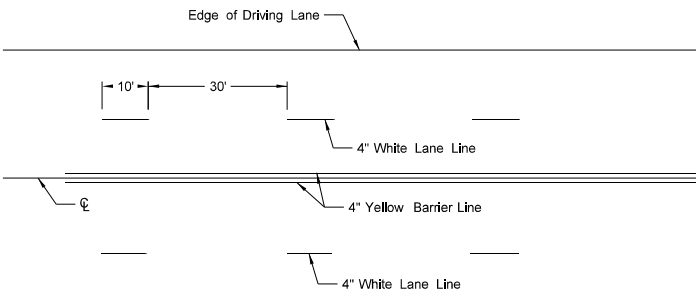 Edge of Driving Lane
10' 30'
4" White Lane Line
℄
4" Yellow Barrier Line
4" White Lane Line